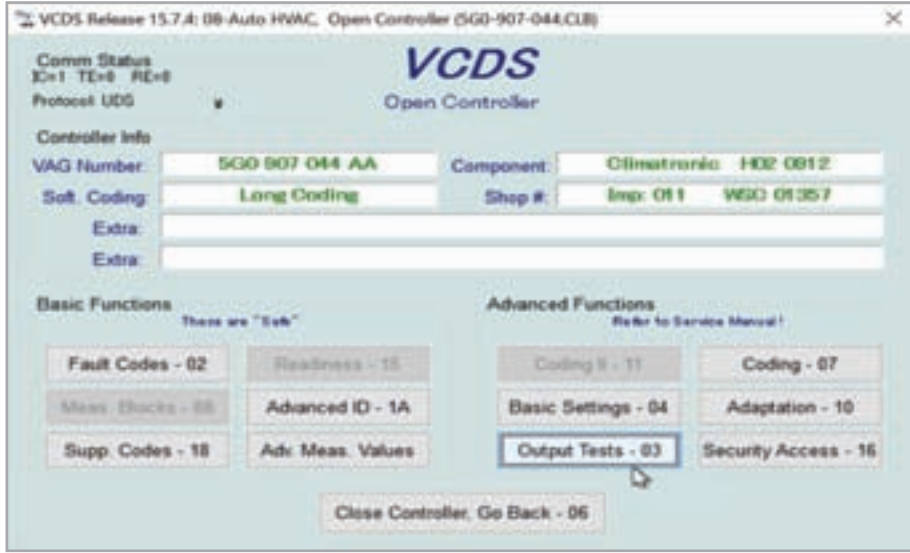 VCDS Release 15.7.4: 08-Auto HVAC, Open Controller (5G0-907-044.CLB)
Comm Status
IC=1 TE=0 RE=0
Protocol: UDS
VCDS
Open Controller
Controller Info
VAG Number: 5G0 907 044 AA
Component: Climatronic H02 0812
Soft. Coding: Long Coding
Shop #: Imp: 011 WSC 01357
Extra:
Extra:
Basic Functions
These are "Safe"
Advanced Functions
Refer to Service Manual!
Fault Codes - 02
Readiness - 15
Coding II - 11
Coding - 07
Meas. Blocks - 08
Advanced ID - 1A
Basic Settings - 04
Adaptation - 10
Supp. Codes - 18
Adv. Meas. Values
Output Tests - 03
Security Access - 16
Close Controller, Go Back - 06